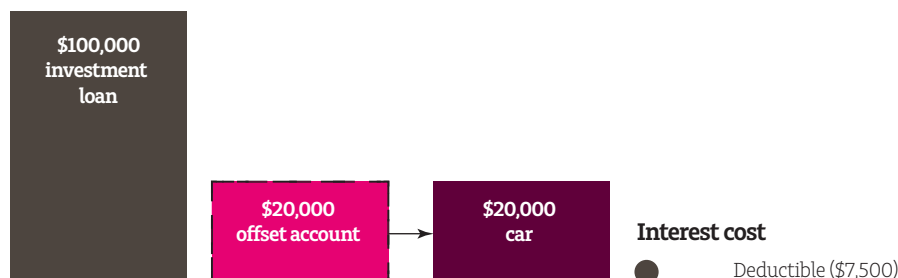 $100,000
investment
loan
$20,000
offset account
$20,000
car
Interest cost
Deductible ($7,500)